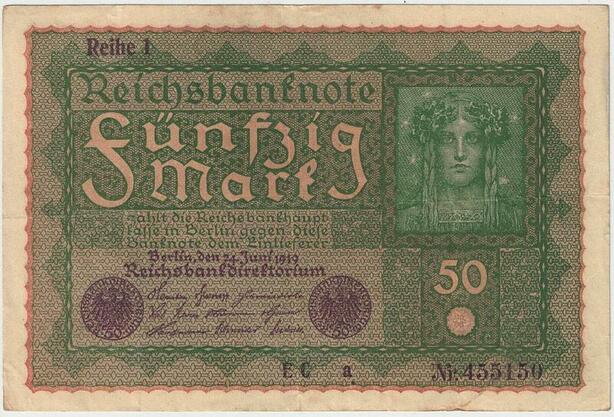 Reihe 1
Reichsbanknote
Fünfzig
Mark
zahlt die Reichsbankhaupt
kasse in Berlin gegen diese
Banknote dem Einlieferer
Berlin, den 24. Juni 1919
Reichsbankdirektorium
50
E C a
Nr. 455150